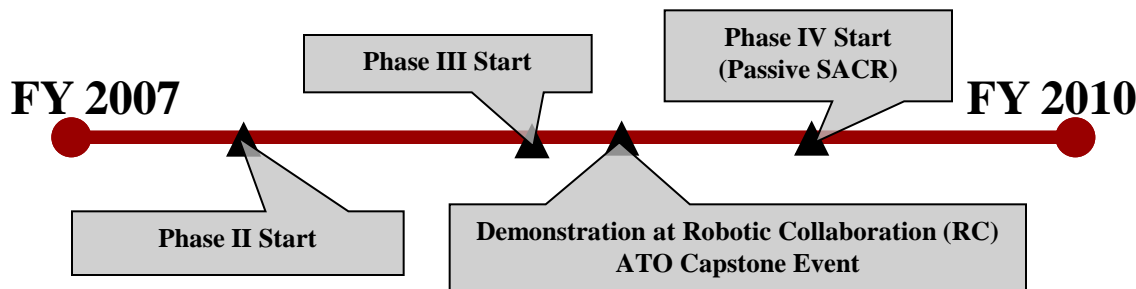 Phase III Start
Phase IV Start
(Passive SACR)
FY 2007
FY 2010
Phase II Start
Demonstration at Robotic Collaboration (RC)
ATO Capstone Event